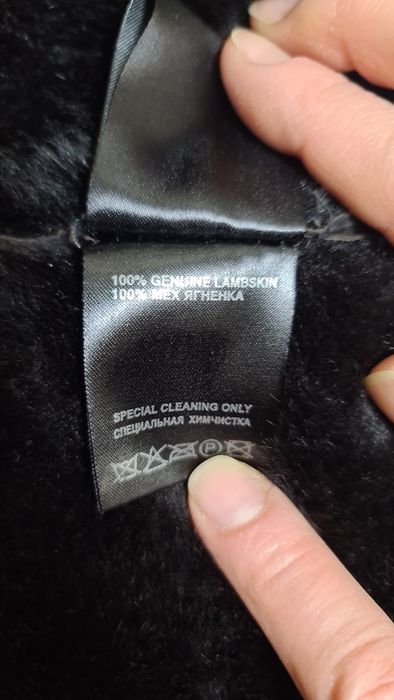 100% GENUINE LAMBSKIN
100% МЕХ ЯГНЕНКА
SPECIAL CLEANING ONLY
СПЕЦИАЛЬНАЯ ХИМЧИСТКА
P